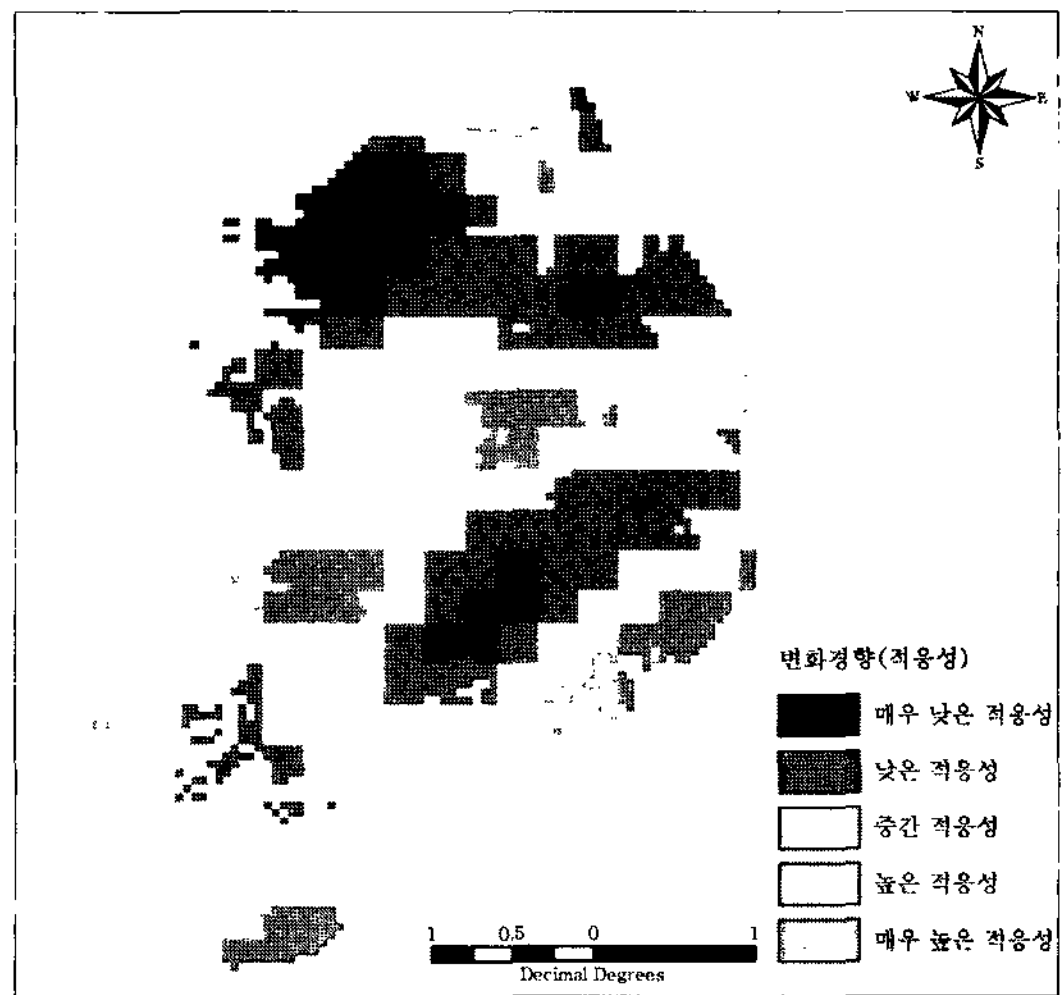 N
W E
S
변화경향(적응성)
매우 낮은 적응성
낮은 적응성
중간 적응성
높은 적응성
매우 높은 적응성
1 0.5 0 1
Decimal Degrees